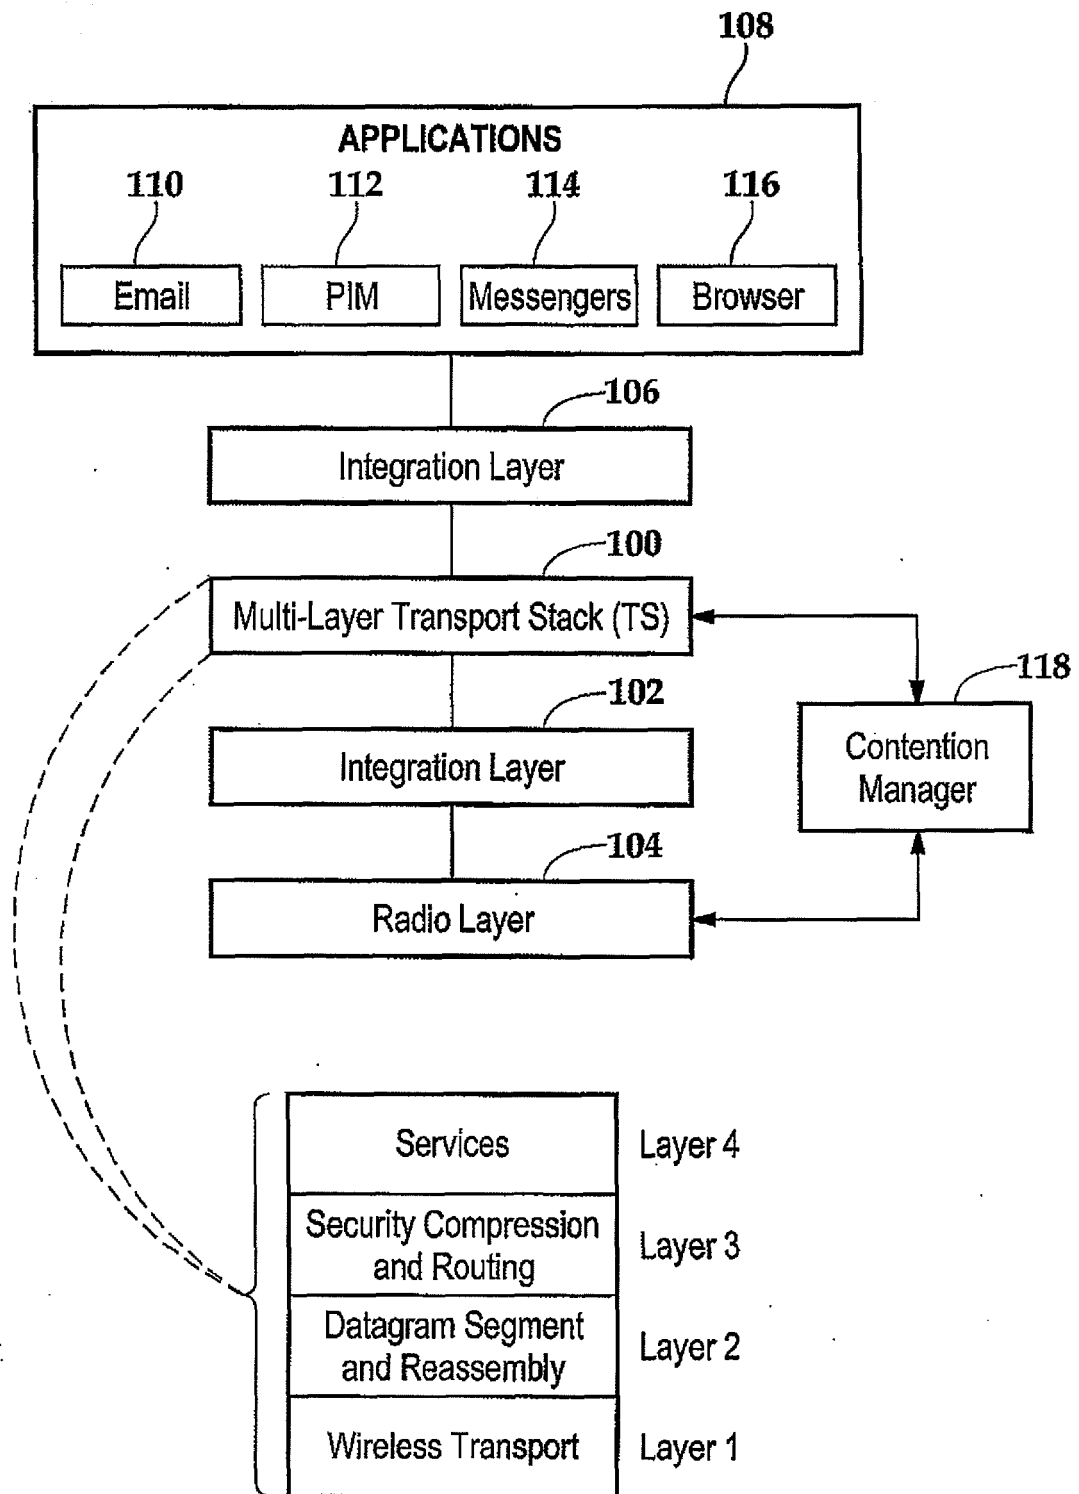 108
APPLICATIONS
110 112 114 116
Email PIM Messengers Browser
106
Integration Layer
100
Multi-Layer Transport Stack (TS)
118
102
Contention
Manager
Integration Layer
104
Radio Layer
Services Layer 4
Security Compression
and Routing
Layer 3
Datagram Segment
and Reassembly
Layer 2
Wireless Transport Layer 1